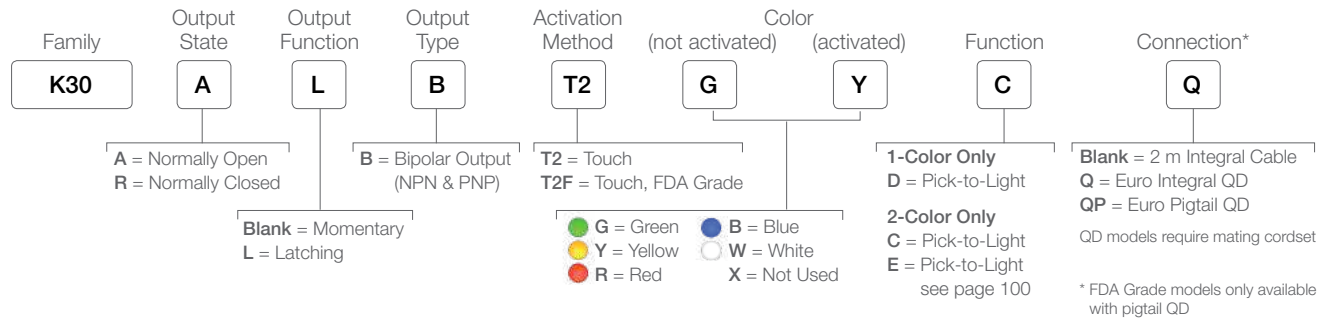 Family
Output State
Output Function
Output Type
Activation Method
Color
(not activated)
(activated)
Function
Connection*
K30
A
L
B
T2
G
Y
C
Q
A = Normally Open
R = Normally Closed
Blank = Momentary
L = Latching
B = Bipolar Output
(NPN & PNP)
T2 = Touch
T2F = Touch, FDA Grade
G = Green
Y = Yellow
R = Red
B = Blue
W = White
X = Not Used
1-Color Only
D = Pick-to-Light
2-Color Only
C = Pick-to-Light
E = Pick-to-Light
see page 100
Blank = 2 m Integral Cable
Q = Euro Integral QD
QP = Euro Pigtail QD
QD models require mating cordset
* FDA Grade models only available
with pigtail QD